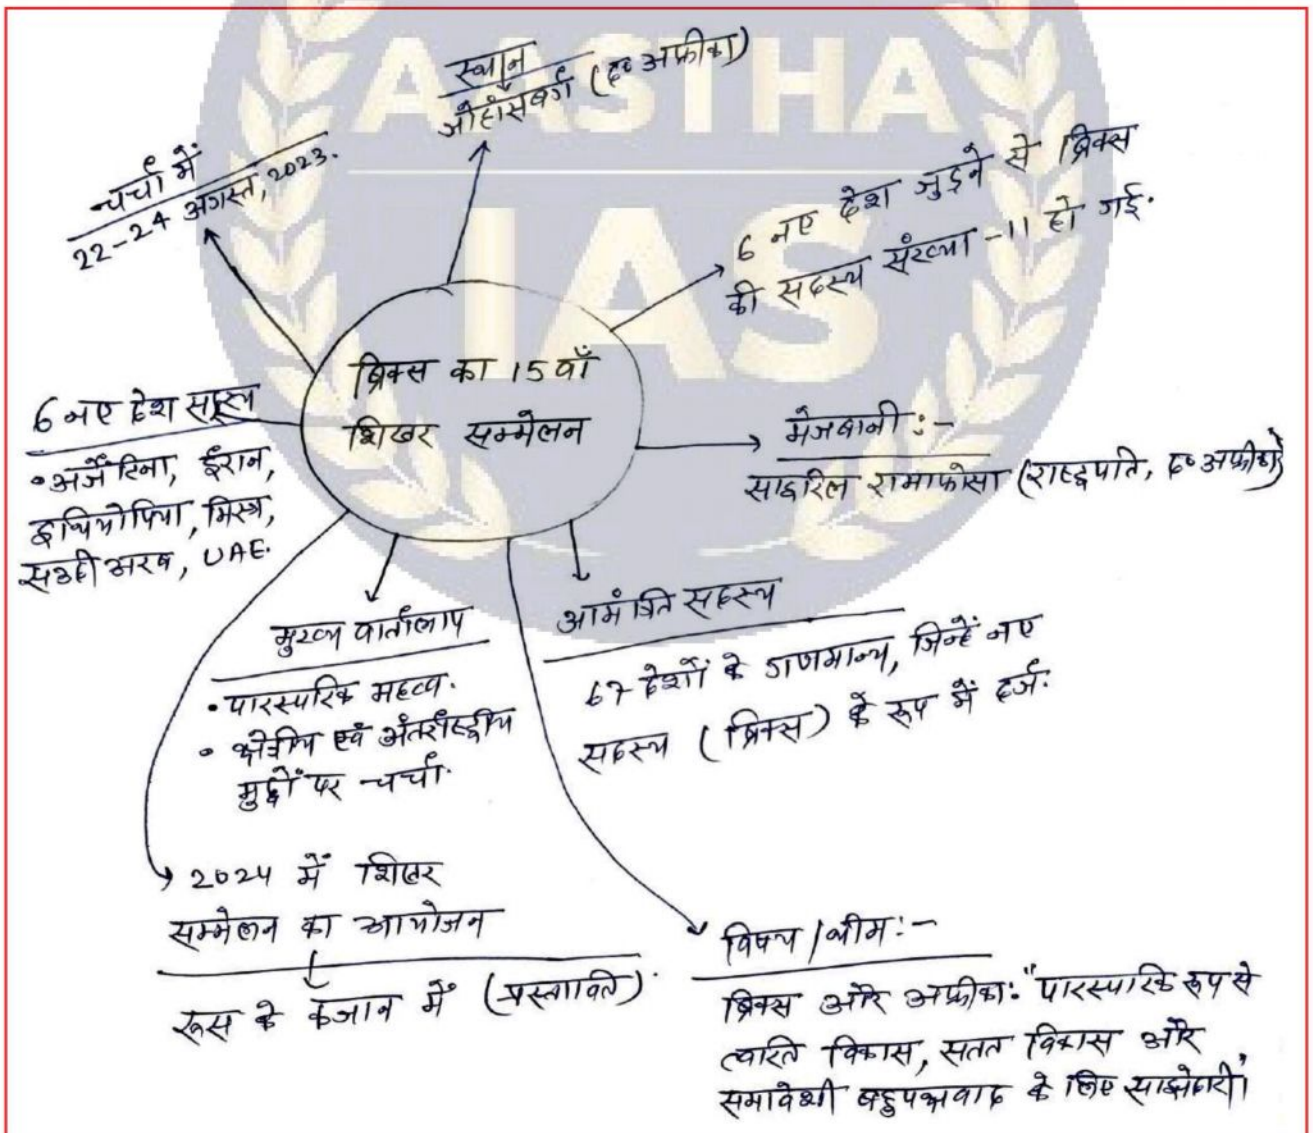 AASTHA
IAS
स्थान
जोहांसबर्ग (द० अफ्रीका)
चर्चा में
22-24 अगस्त, 2023.
6 नए देश जुड़ने से ब्रिक्स
की सदस्य संख्या -11 हो गई.
ब्रिक्स का 15 वाँ
शिखर सम्मेलन
6 नए देश सदस्य
• अर्जेंटिना, ईरान,
इथियोपिया, मिस्त्र,
सऊदी अरब, UAE.
मेजबानी :-
साइरिल रामाफोसा (राष्ट्रपति, द० अफ्रीका)
मुख्य वार्तालाप
• पारस्परिक महत्व.
• क्षेत्रीय एवं अंतर्राष्ट्रीय
मुद्दों पर चर्चा.
आमंत्रित सदस्य
67 देशों के गणमान्य, जिन्हें नए
सदस्य (ब्रिक्स) के रूप में दर्ज.
2024 में शिखर
सम्मेलन का आयोजन
रूस के कजान में (प्रस्तावित).
विषय / थीम :-
ब्रिक्स और अफ्रीका: "पारस्परिक रूप से
त्वरित विकास, सतत विकास और
समावेशी बहुपक्षवाद के लिए साझेदारी।